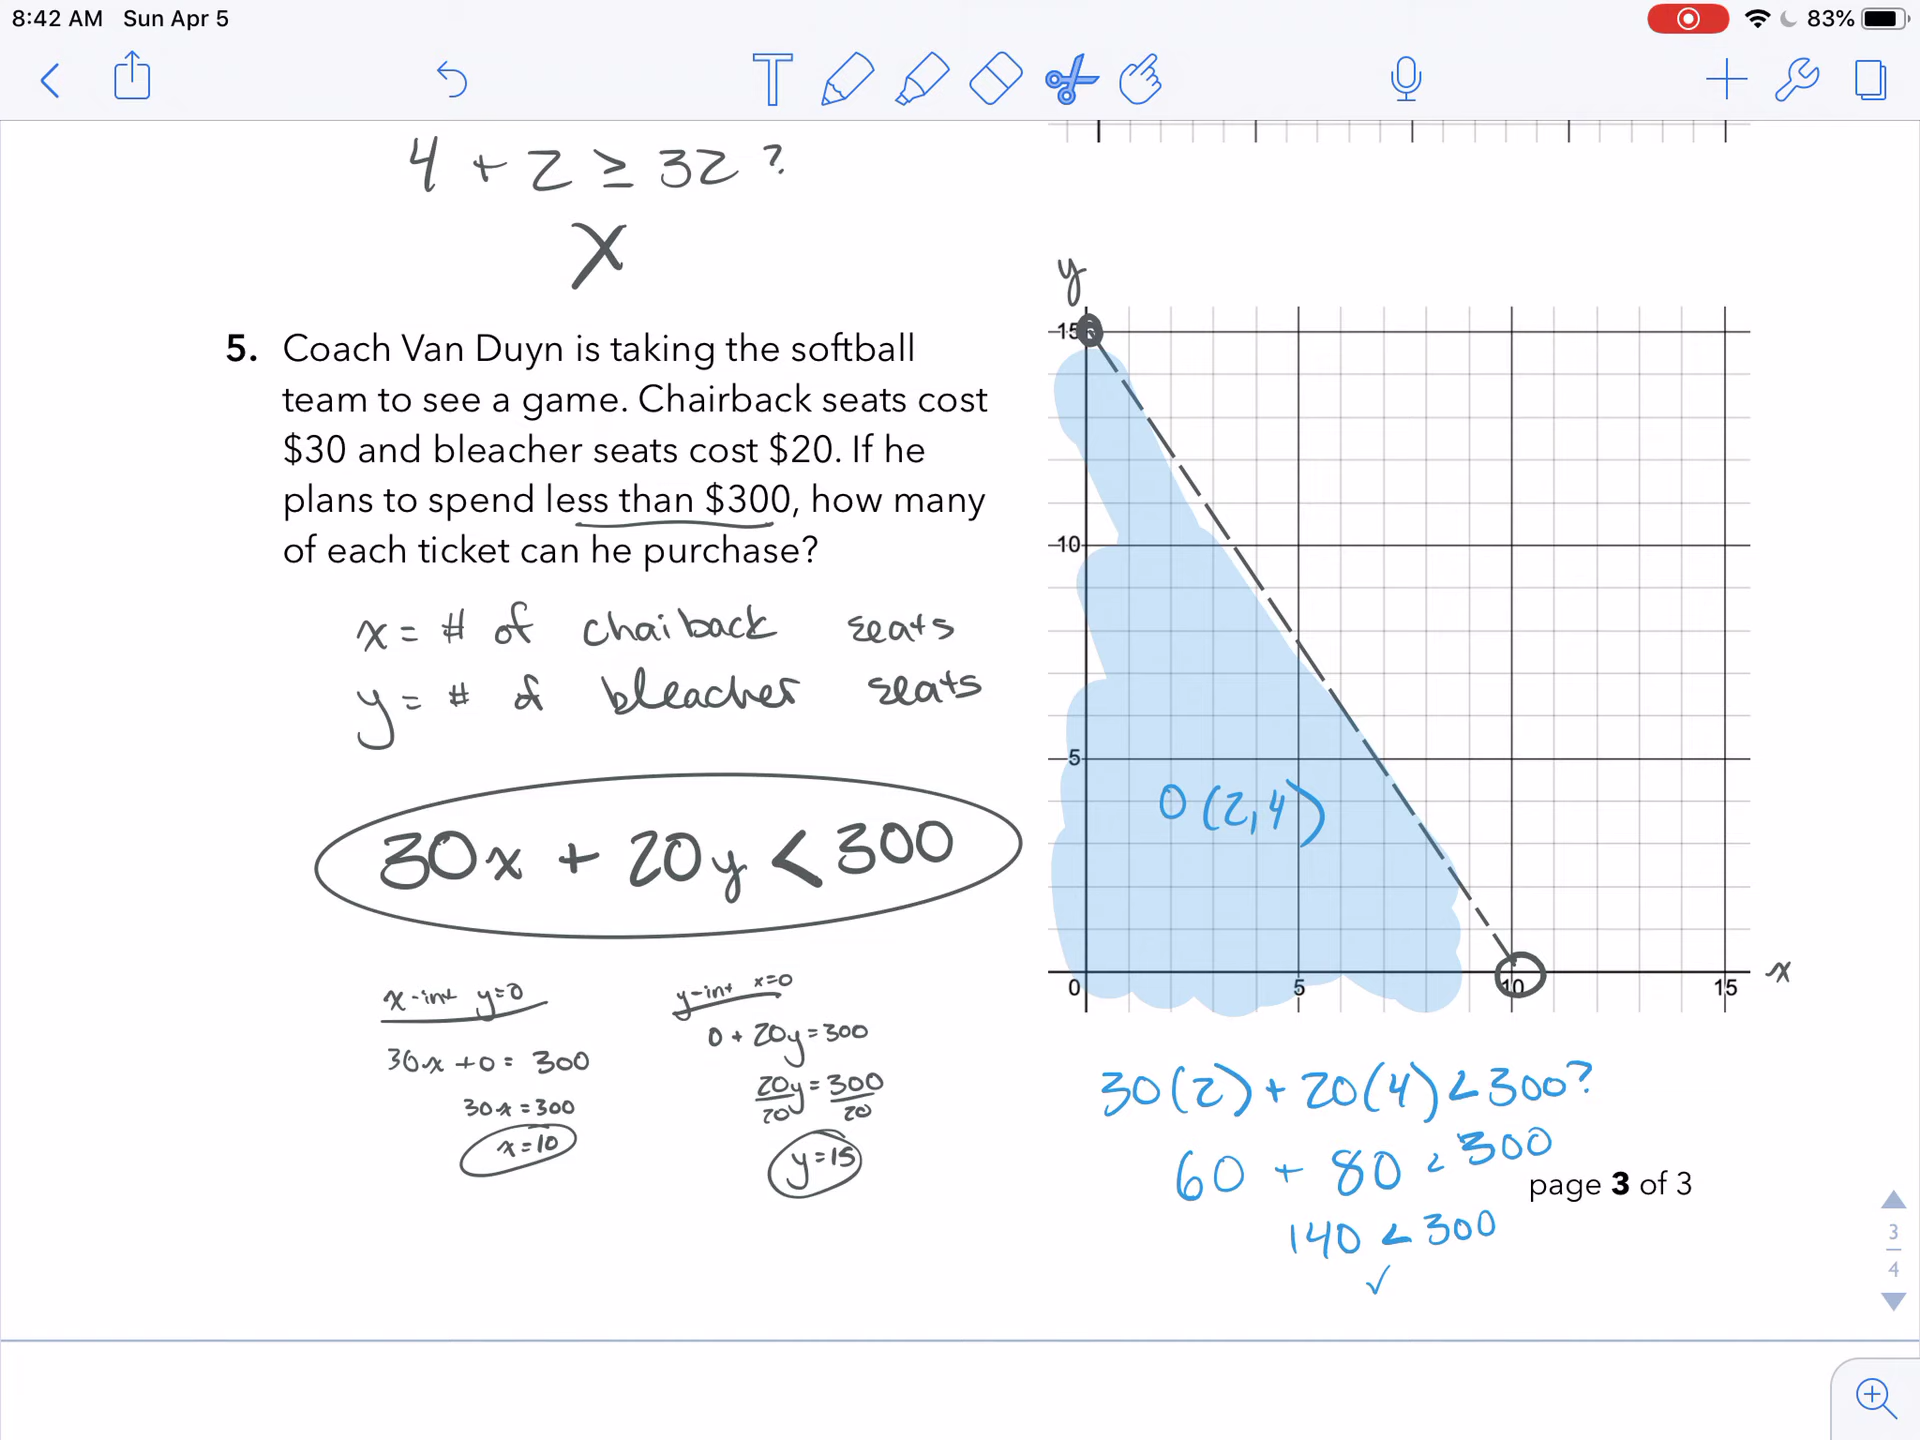 8:42 AM Sun Apr 5
83%
4 + 2 ≥ 32 ?
X
5. Coach Van Duyn is taking the softball
team to see a game. Chairback seats cost
$30 and bleacher seats cost $20. If he
plans to spend less than $300, how many
of each ticket can he purchase?
x = # of chaiback seats
y = # of bleacher seats
30x + 20y < 300
x-int y=0
30x + 0 = 300
30x = 300
x = 10
y-int x=0
0 + 20y = 300
20y = 300
20 20
y = 15
y
15
10
5
0 (2,4)
0 5 10 15
x
30(2) + 20(4) < 300?
60 + 80 < 300
140 < 300
✓
page 3 of 3
3
4